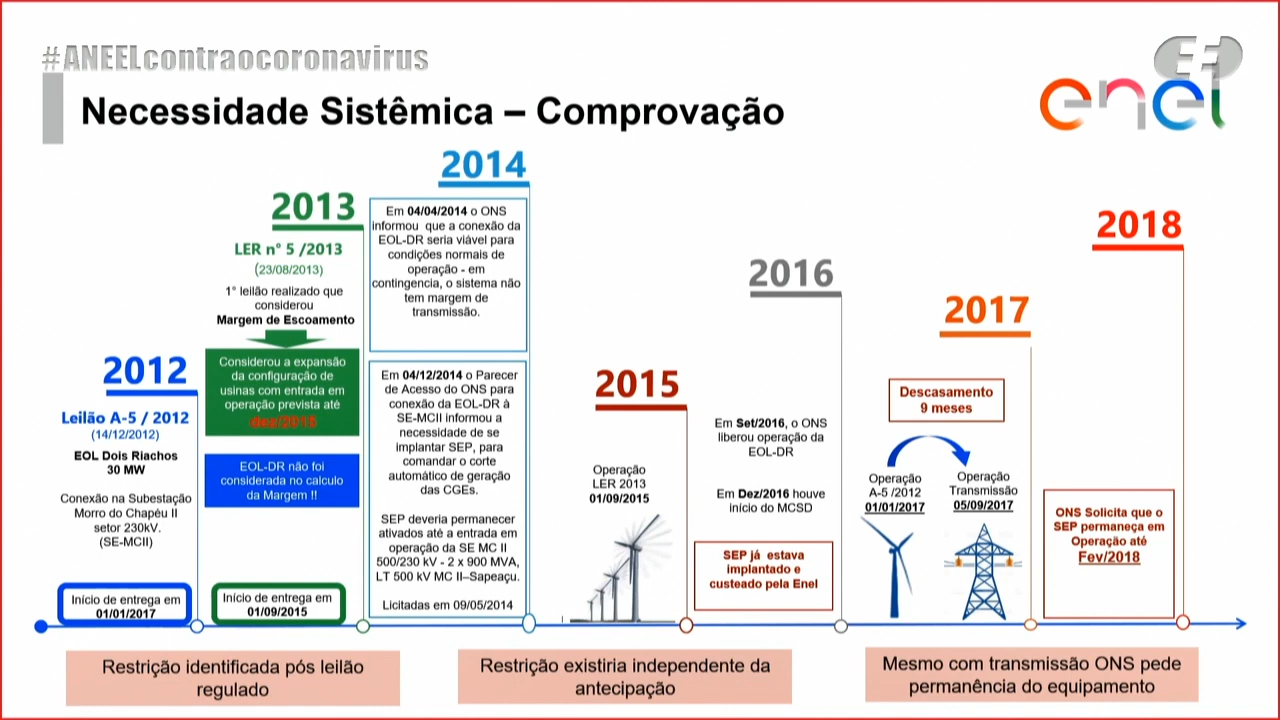 #ANEELcontraocoronavirus
enel
Necessidade Sistêmica – Comprovação
2012
Leilão A-5 / 2012
(14/12/2012)
EOL Dois Riachos
30 MW
Conexão na Subestação
Morro do Chapéu II
setor 230kV.
(SE-MCII)
Início de entrega em
01/01/2017
2013
LER n° 5 /2013
(23/08/2013)
1° leilão realizado que
considerou
Margem de Escoamento
Considerou a expansão
da configuração de
usinas com entrada em
operação prevista até
dez/2015
EOL-DR não foi
considerada no calculo
da Margem !!
Início de entrega em
01/09/2015
2014
Em 04/04/2014 o ONS
informou que a conexão da
EOL-DR seria viável para
condições normais de
operação - em
contingencia, o sistema não
tem margem de
transmissão.
Em 04/12/2014 o Parecer
de Acesso do ONS para
conexão da EOL-DR à
SE-MCII informou a
necessidade de se
implantar SEP, para
comandar o corte
automático de geração
das CGEs.
SEP deveria permanecer
ativados até a entrada em
operação da SE MC II
500/230 kV - 2 x 900 MVA,
LT 500 kV MC II–Sapeaçu.
Licitadas em 09/05/2014
2015
Operação
LER 2013
01/09/2015
2016
Em Set/2016, o ONS
liberou operação da
EOL-DR
Em Dez/2016 houve
início do MCSD
SEP já estava
implantado e
custeado pela Enel
2017
Descasamento
9 meses
Operação
A-5 /2012
01/01/2017
Operação
Transmissão
05/09/2017
2018
ONS Solicita que o
SEP permaneça em
Operação até
Fev/2018
Restrição identificada pós leilão
regulado
Restrição existiria independente da
antecipação
Mesmo com transmissão ONS pede
permanência do equipamento